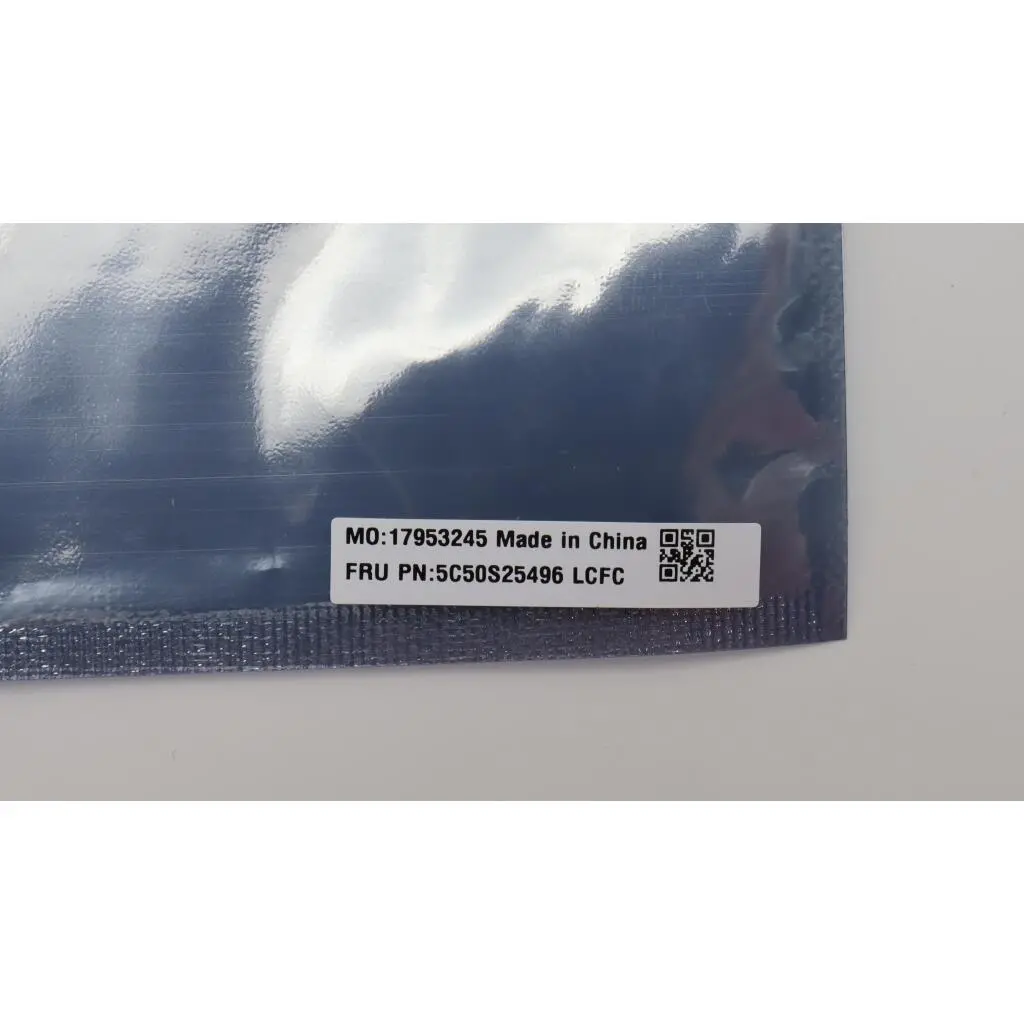 MO:17953245 Made in China
FRU PN:5C50S25496 LCFC